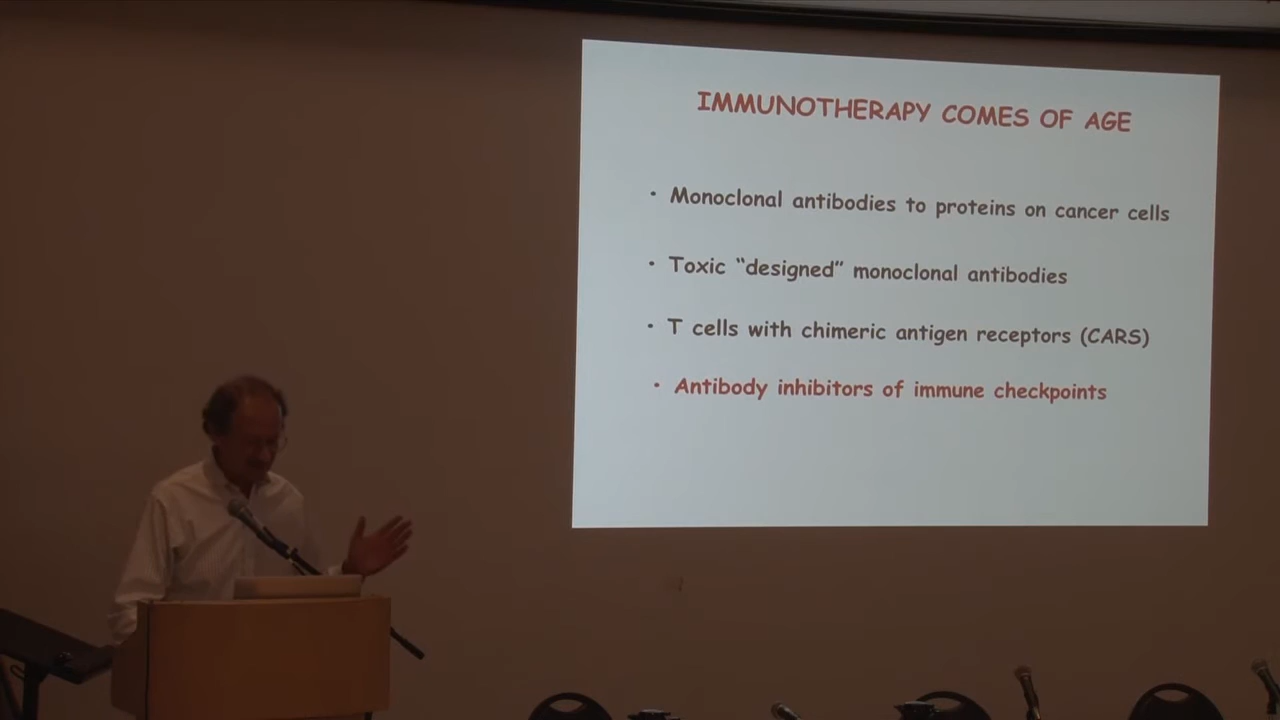 IMMUNOTHERAPY COMES OF AGE
• Monoclonal antibodies to proteins on cancer cells
• Toxic “designed” monoclonal antibodies
• T cells with chimeric antigen receptors (CARS)
• Antibody inhibitors of immune checkpoints